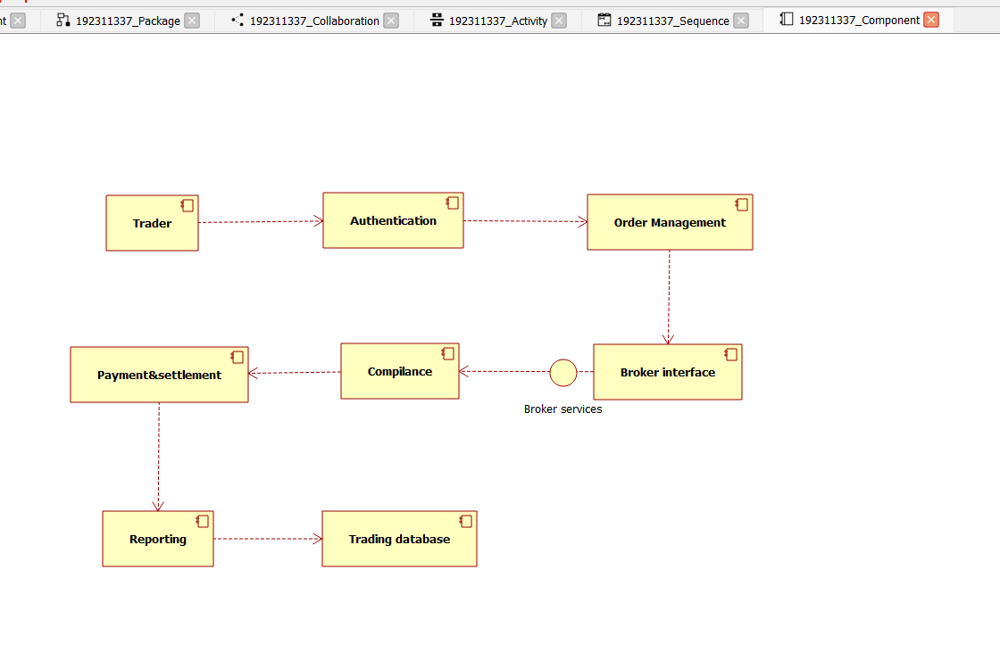 nt
192311337_Package
192311337_Collaboration
192311337_Activity
192311337_Sequence
192311337_Component
Trader
Authentication
Order Management
Payment&settlement
Compilance
Broker interface
Broker services
Reporting
Trading database